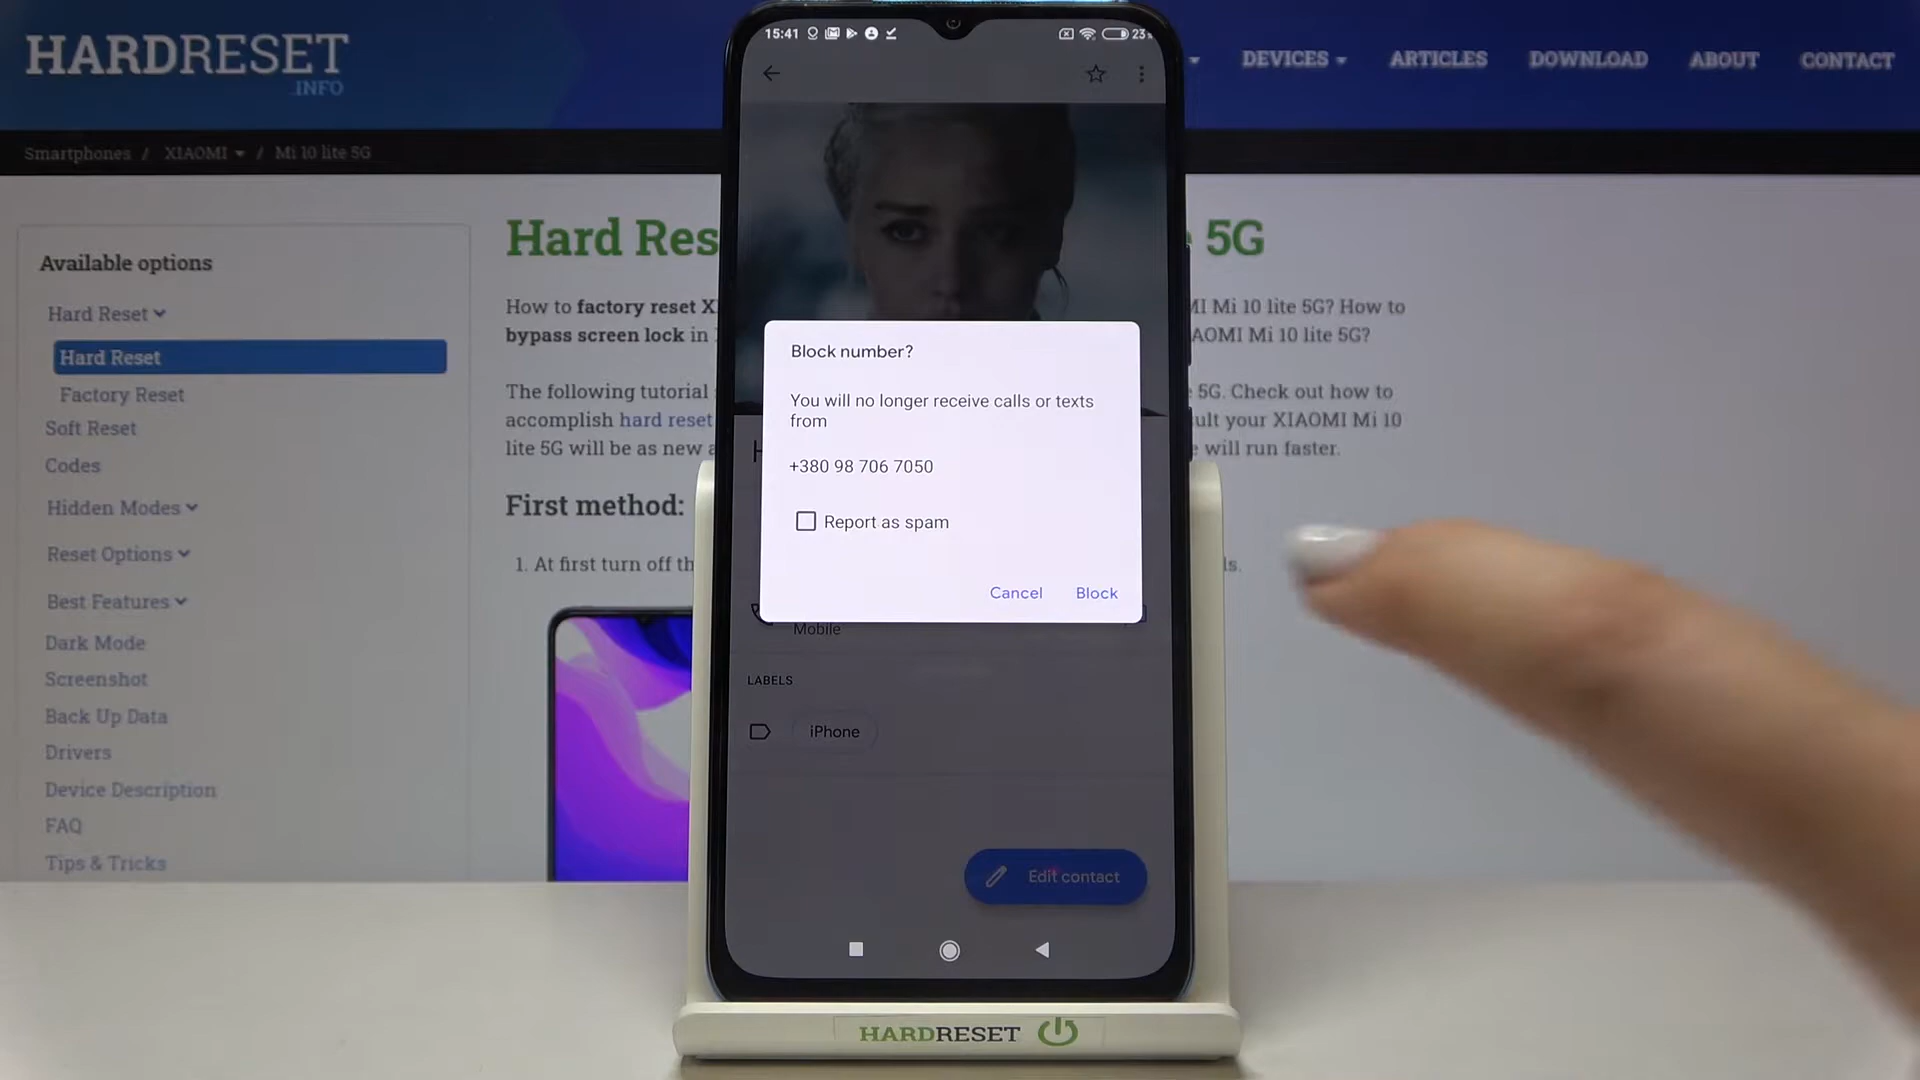 HARDRESET
.INFO
DEVICES
ARTICLES
DOWNLOAD
ABOUT
CONTACT
Smartphones / XIAOMI / Mi 10 lite 5G
Available options
Hard Reset
Hard Reset
Factory Reset
Soft Reset
Codes
Hidden Modes
Reset Options
Best Features
Dark Mode
Screenshot
Back Up Data
Drivers
Device Description
FAQ
Tips & Tricks
Hard Res
5G
How to factory reset X
MI Mi 10 lite 5G? How to
bypass screen lock in
AOMI Mi 10 lite 5G?
The following tutorial
5G. Check out how to
accomplish hard reset
ult your XIAOMI Mi 10
lite 5G will be as new a
e will run faster.
First method:
1. At first turn off th
ls.
15:41
23
Block number?
You will no longer receive calls or texts
from
+380 98 706 7050
Report as spam
Cancel
Block
Mobile
LABELS
iPhone
Edit contact
HARDRESET